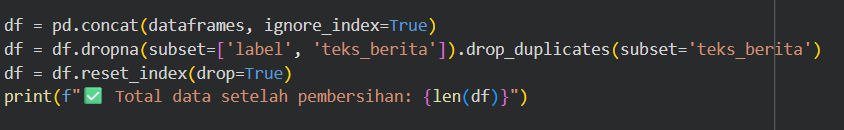 df = pd.concat(dataframes, ignore_index=True)
df = df.dropna(subset=['label', 'teks_berita']).drop_duplicates(subset='teks_berita')
df = df.reset_index(drop=True)
print(f"✅ Total data setelah pembersihan: {len(df)}")